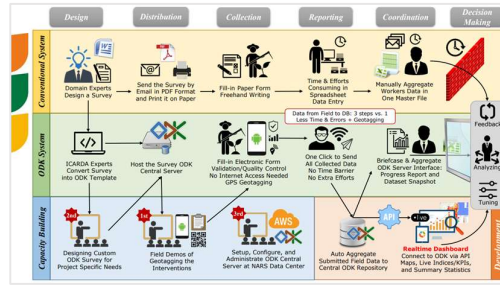 Design
Distribution
Collection
Reporting
Coordination
Decision
Making
Conventional System
Domain Experts
Design a Survey
Send the Survey by
Email in PDF Format
and Print it on Paper
Fill-in Paper Form
Freehand Writing
Time & Efforts
Consuming in
Spreadsheet
Data Entry
Manually Aggregate
Workers Data in
One Master File
Data from Field to DB: 3 steps vs. 1
Less Time & Errors + Geotagging
ODK System
ICARDA Experts
Convert Survey
into ODK Template
Host the Survey ODK
Central Server
Fill-in Electronic Form
Validation/Quality Control
No Internet Access Needed
GPS Geotagging
One Click to Send
All Collected Data
No Time Barrier
No Extra Efforts
Briefcase & Aggregate
ODK Server Interface:
Progress Report and
Dataset Snapshot
Feedback
Analyzing
Tuning
Capacity Building
2nd
Designing Custom
ODK Survey for
Project Specific Needs
1st
Field Demos of
Geotagging the
Interventions
3rd
AWS
Setup, Configure, and
Administrate ODK Central
Server at NARS Data Center
Auto Aggregate
Submitted Field Data to
Central ODK Repository
API
Realtime Dashboard
Connect to ODK via API
Maps, Live Indices/KPIs,
and Summary Statistics
Development